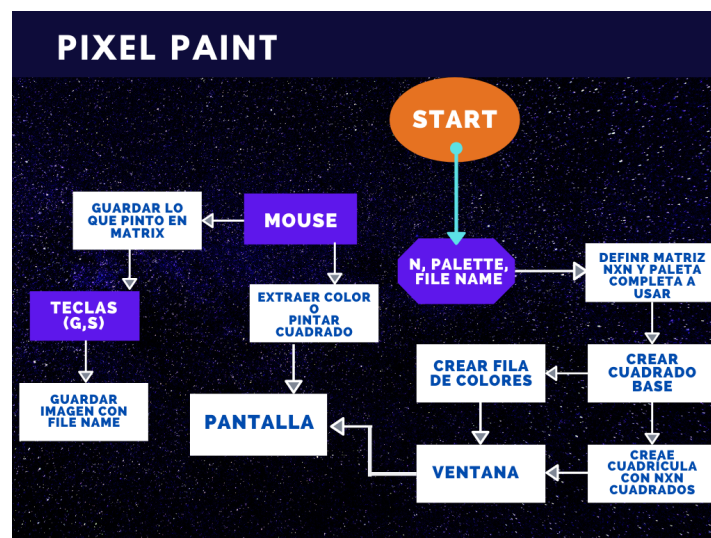 PIXEL PAINT
START
GUARDAR LO
QUE PINTO EN
MATRIX
MOUSE
N, PALETTE,
FILE NAME
DEFINR MATRIZ
NXN Y PALETA
COMPLETA A
USAR
TECLAS
(G,S)
EXTRAER COLOR
O
PINTAR
CUADRADO
CREAR FILA
DE COLORES
CREAR
CUADRADO
BASE
GUARDAR
IMAGEN CON
FILE NAME
PANTALLA
VENTANA
CREAE
CUADRÍCULA
CON NXN
CUADRADOS